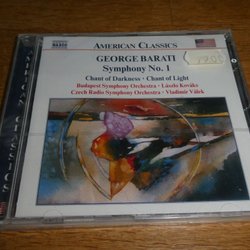 NAXOS
AMERICAN CLASSICS
GEORGE BARATI
Symphony No. 1
Chant of Darkness • Chant of Light
Budapest Symphony Orchestra • László Kovács
Czech Radio Symphony Orchestra • Vladimír Válek
AMERICAN CLASSICS